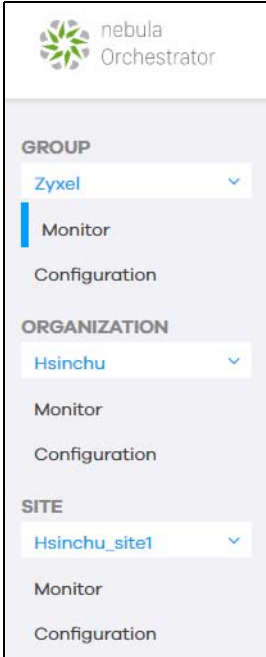 nebula
Orchestrator
GROUP
Zyxel
Monitor
Configuration
ORGANIZATION
Hsinchu
Monitor
Configuration
SITE
Hsinchu_site1
Monitor
Configuration